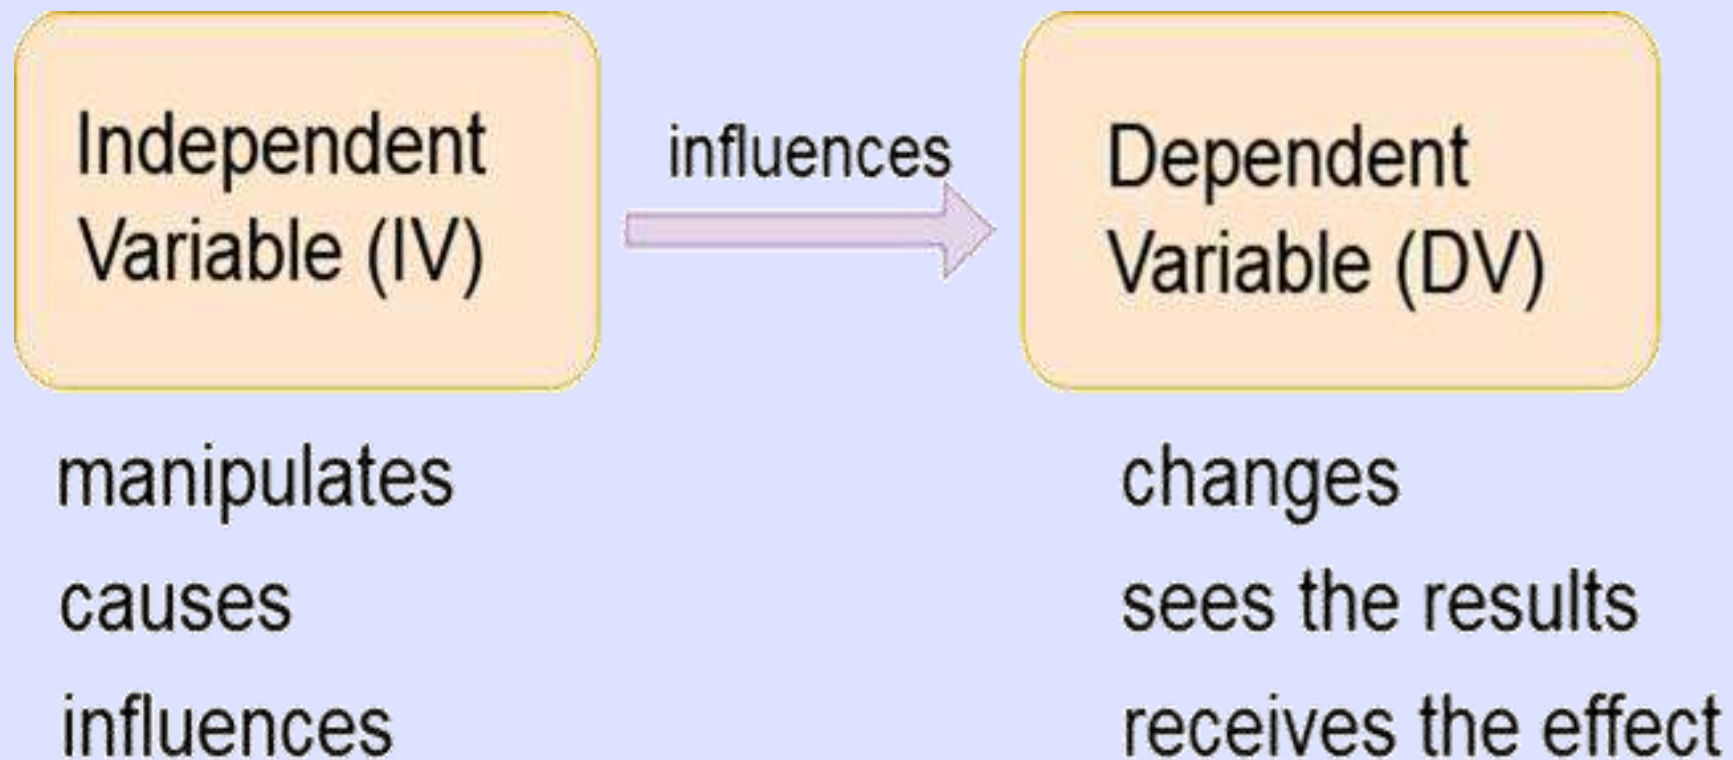 Independent
Variable (IV)
influences
Dependent
Variable (DV)
manipulates
causes
influences
changes
sees the results
receives the effect